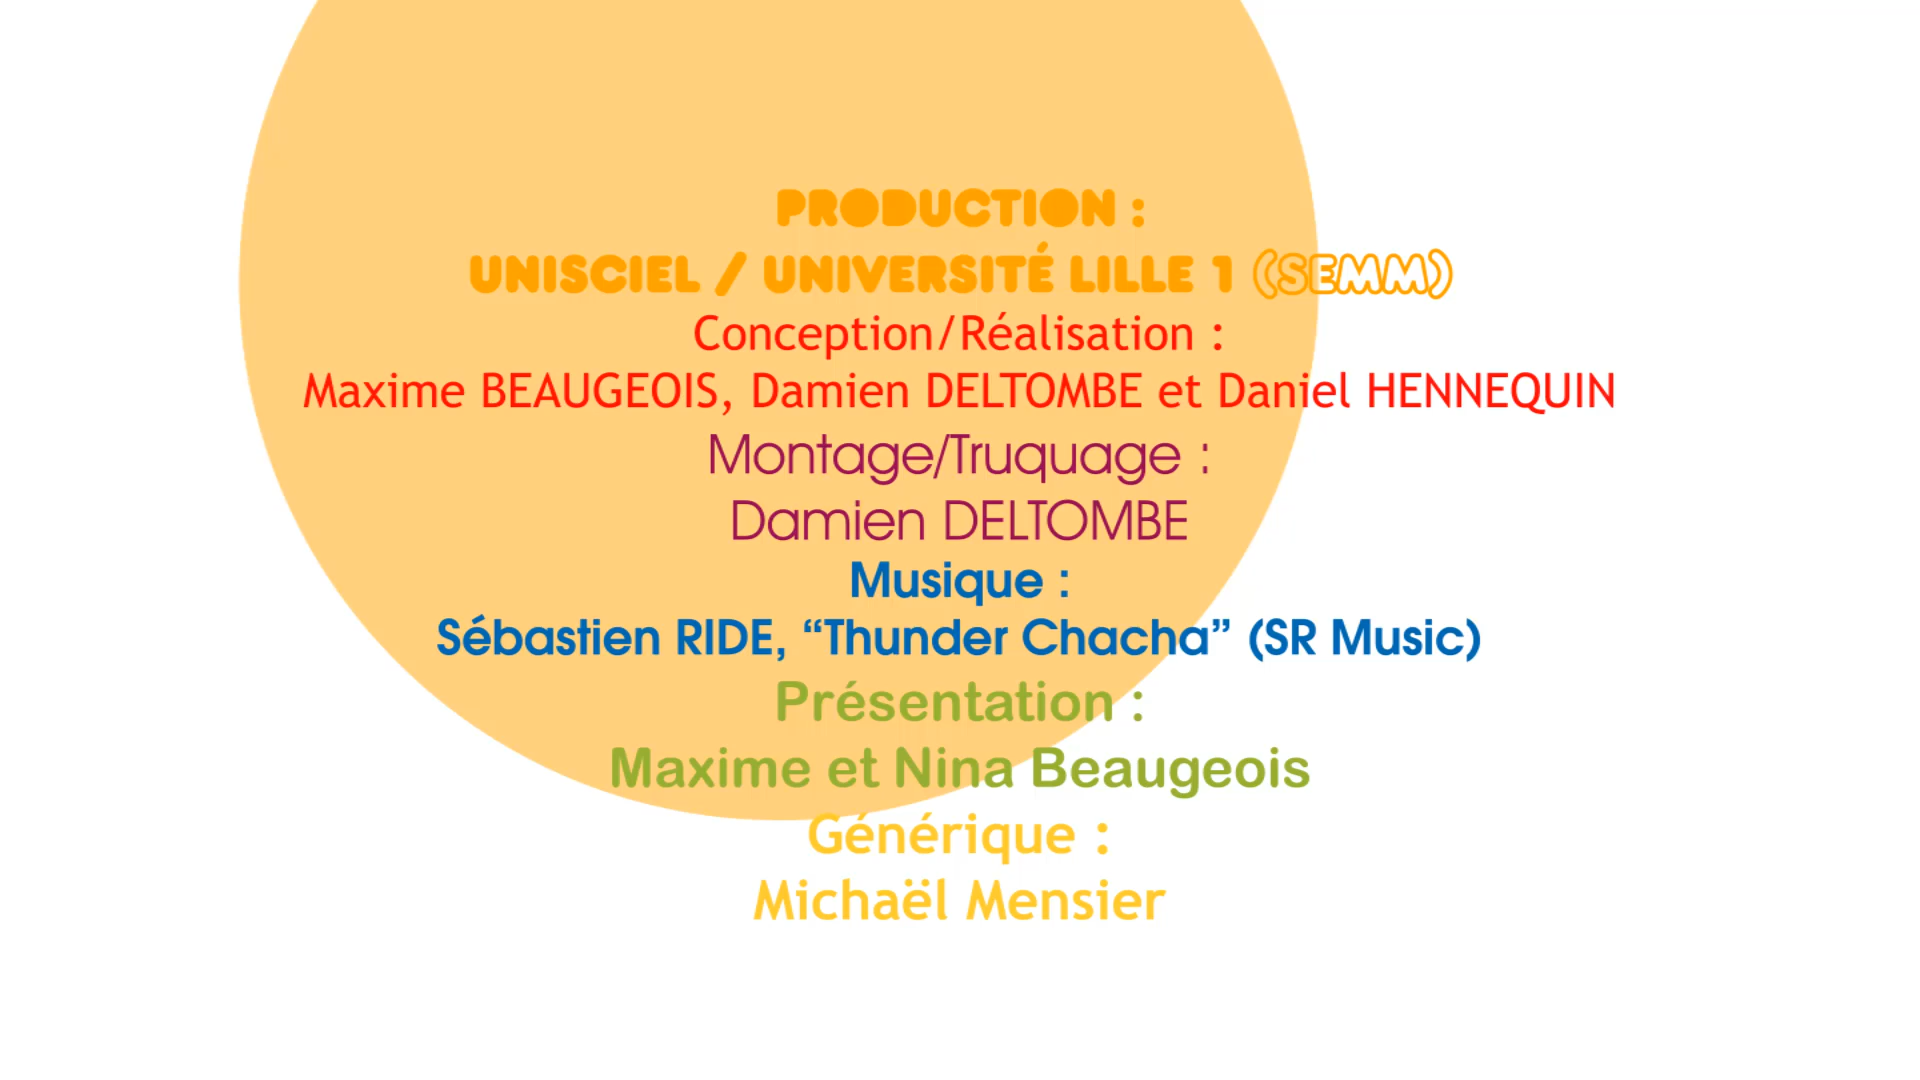 PRODUCTION :
UNISCIEL / UNIVERSITÉ LILLE 1 (SEMM)
Conception/Réalisation :
Maxime BEAUGEOIS, Damien DELTOMBE et Daniel HENNEQUIN
Montage/Truquage :
Damien DELTOMBE
Musique :
Sébastien RIDE, “Thunder Chacha” (SR Music)
Présentation :
Maxime et Nina Beaugeois
Générique :
Michaël Mensier